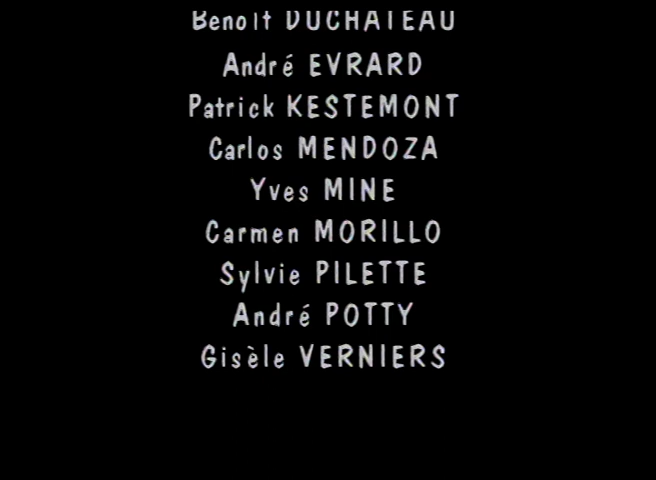 Benoît DUCHATEAU
André EVRARD
Patrick KESTEMONT
Carlos MENDOZA
Yves MINE
Carmen MORILLO
Sylvie PILETTE
André POTTY
Gisèle VERNIERS